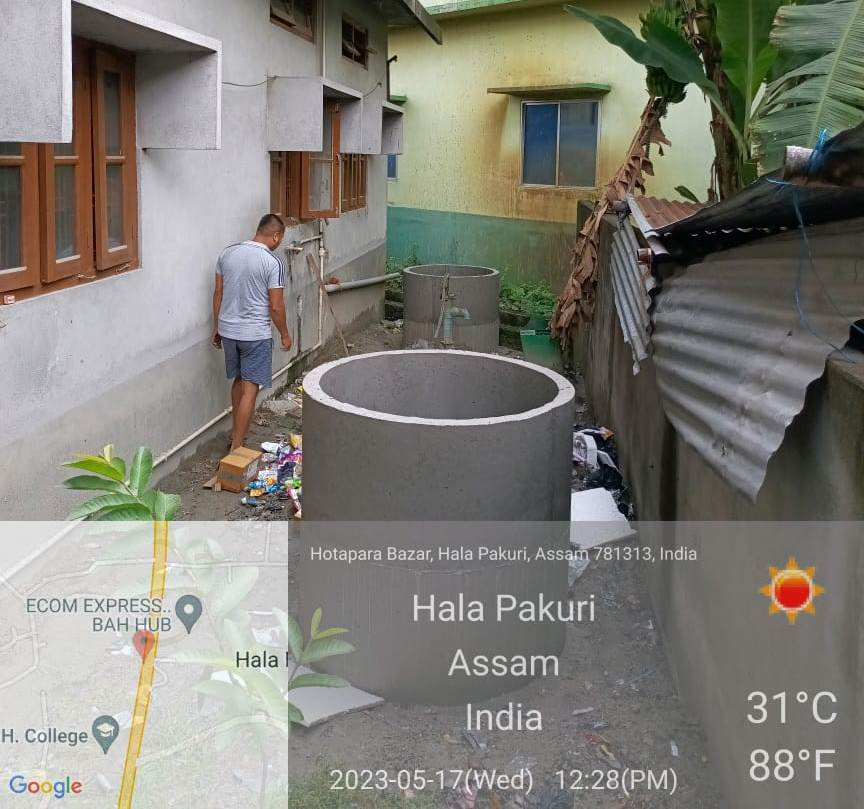 Hotapara Bazar, Hala Pakuri, Assam 781313, India
ECOM EXPRESS..
BAH HUB
Hala Pakuri
Assam
India
Hala
H. College
31°C
88°F
Google
2023-05-17(Wed) 12:28(PM)